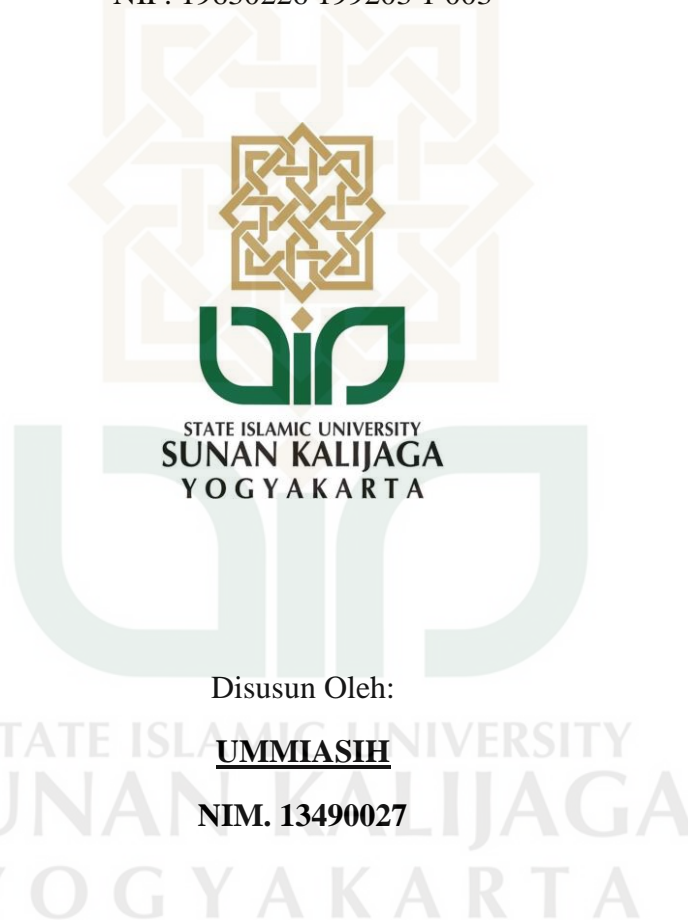 STATE ISLAMIC UNIVERSITY
SUNAN KALIJAGA
YOGYAKARTA
Disusun Oleh:
UMMIASIH
NIM. 13490027